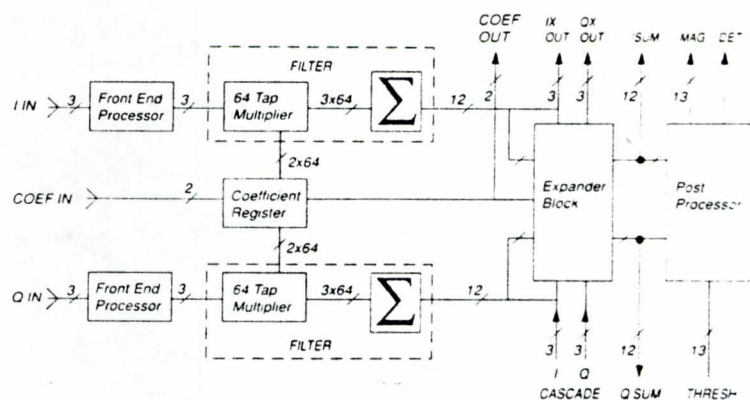 COEF OUT
IX OUT
QX OUT
ISUM
MAG
DET
FILTER
3
3
2
12
13
I IN
3
Front End Processor
3
64 Tap Multiplier
3x64
Σ
12
2x64
COEF IN
2
Coefficient Register
Expander Block
Post Processor
2x64
Q IN
3
Front End Processor
3
64 Tap Multiplier
3x64
Σ
12
FILTER
3
3
12
13
I
Q
CASCADE
Q SUM
THRESH